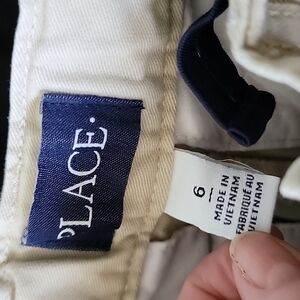 PLACE.
6
MADE IN
VIETNAM
FABRIQUÉ AU
VIETNAM